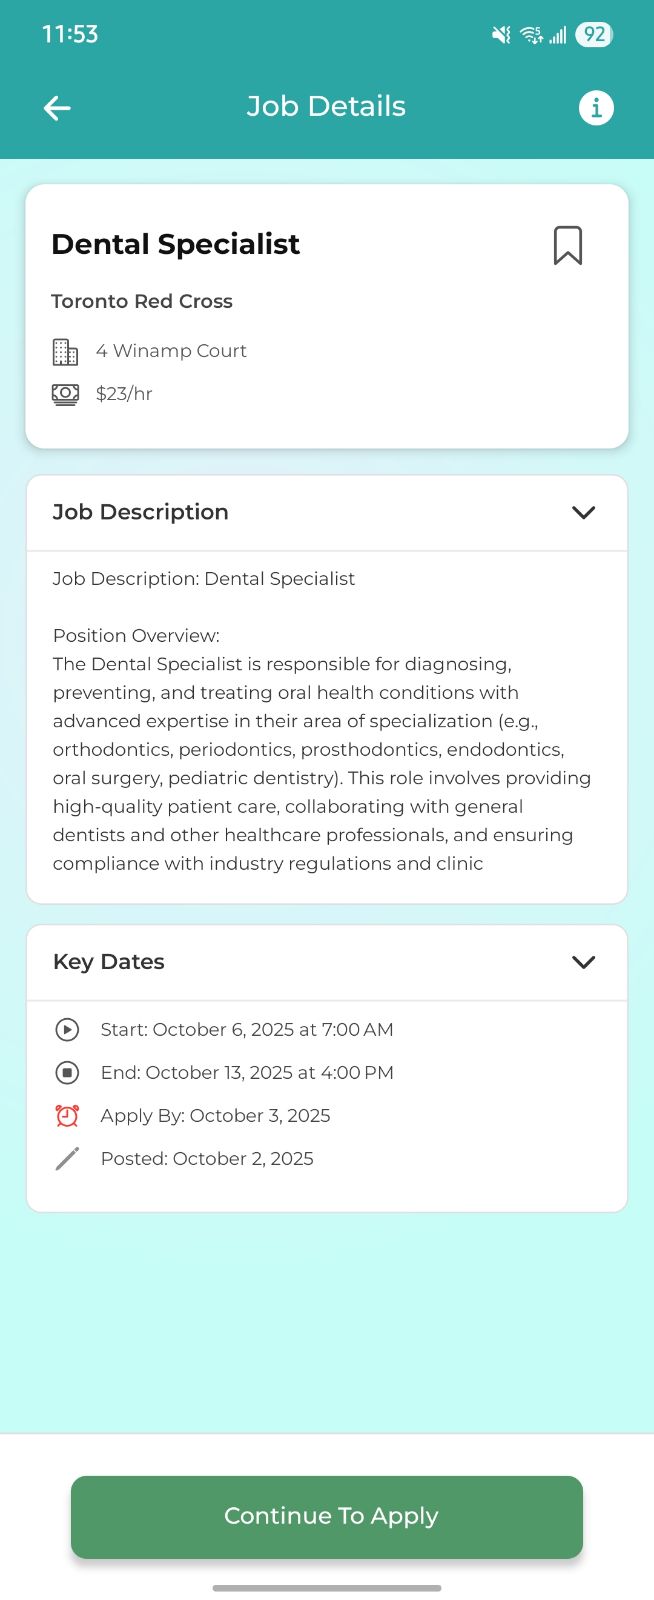 11:53
92
Job Details
Dental Specialist
Toronto Red Cross
4 Winamp Court
$23/hr
Job Description
Job Description: Dental Specialist
Position Overview:
The Dental Specialist is responsible for diagnosing,
preventing, and treating oral health conditions with
advanced expertise in their area of specialization (e.g.,
orthodontics, periodontics, prosthodontics, endodontics,
oral surgery, pediatric dentistry). This role involves providing
high-quality patient care, collaborating with general
dentists and other healthcare professionals, and ensuring
compliance with industry regulations and clinic
Key Dates
Start: October 6, 2025 at 7:00 AM
End: October 13, 2025 at 4:00 PM
Apply By: October 3, 2025
Posted: October 2, 2025
Continue To Apply